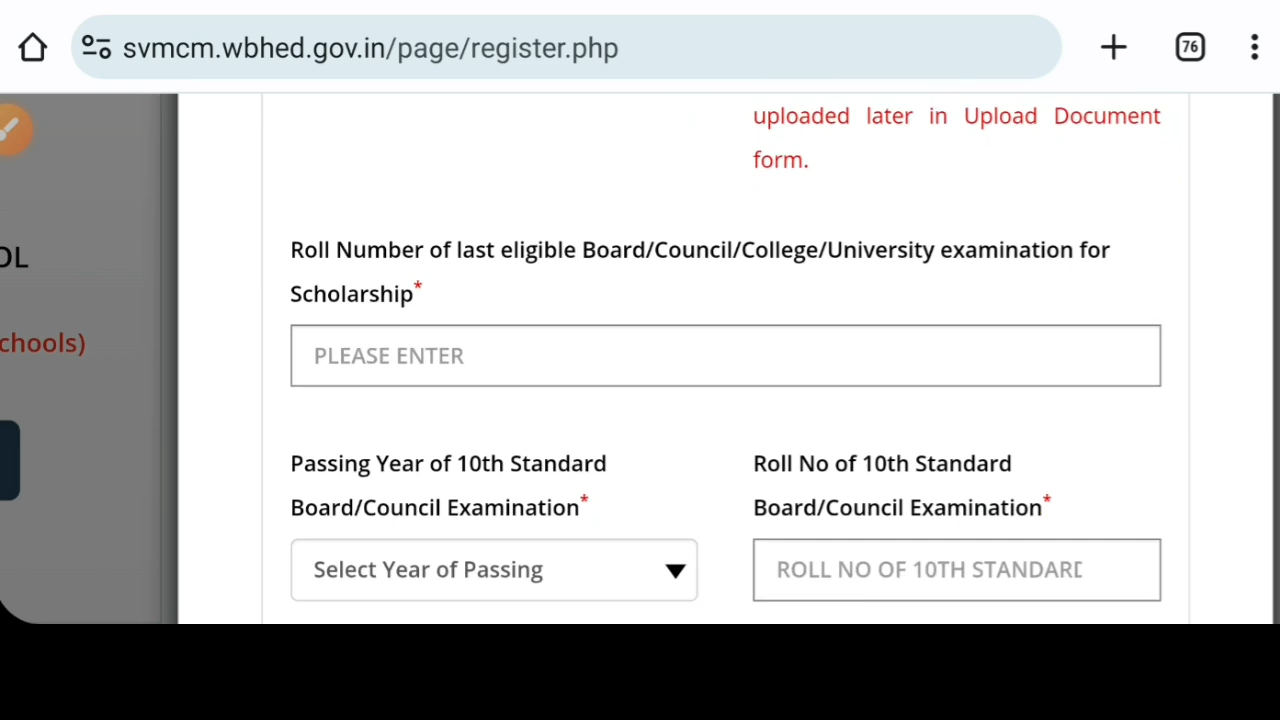 svmcm.wbhed.gov.in/page/register.php
76
uploaded later in Upload Document
form.
OL
chools)
Roll Number of last eligible Board/Council/College/University examination for
Scholarship*
PLEASE ENTER
Passing Year of 10th Standard
Board/Council Examination*
Select Year of Passing
Roll No of 10th Standard
Board/Council Examination*
ROLL NO OF 10TH STANDARD